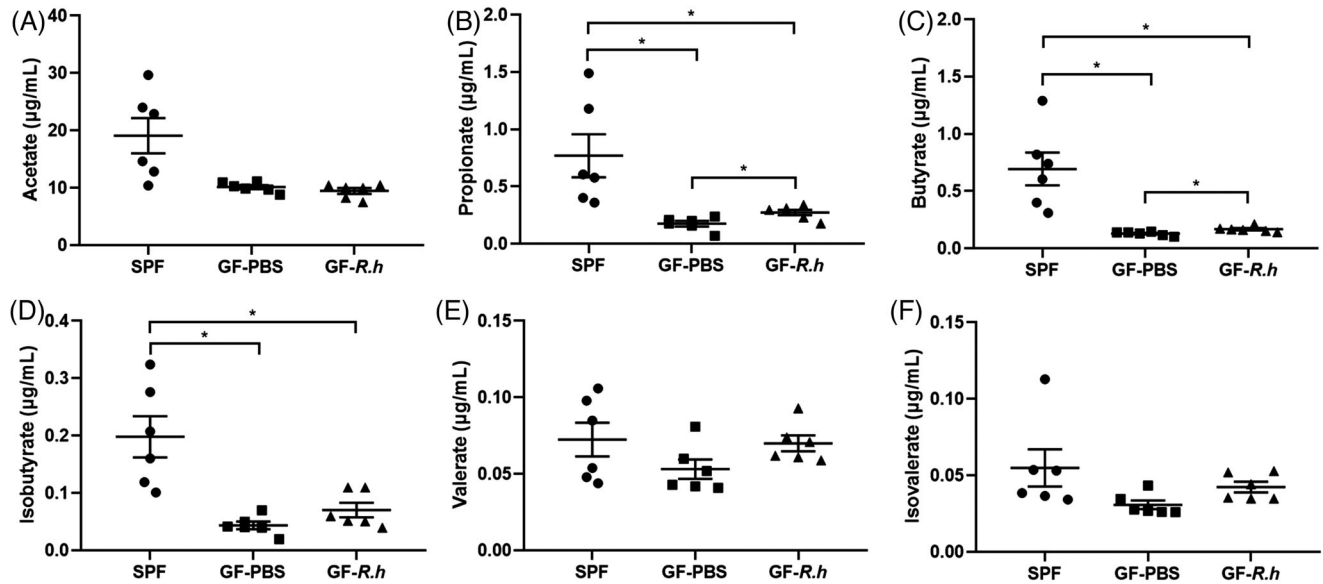 (A)
Acetate (µg/mL)
40
30
20
10
0
SPF GF-PBS GF-R.h
(B)
Propionate (µg/mL)
2.0
1.5
1.0
0.5
0.0
*
*
*
SPF GF-PBS GF-R.h
(C)
Butyrate (µg/mL)
2.0
1.5
1.0
0.5
0.0
*
*
*
SPF GF-PBS GF-R.h
(D)
Isobutyrate (µg/mL)
0.4
0.3
0.2
0.1
0.0
*
*
SPF GF-PBS GF-R.h
(E)
Valerate (µg/mL)
0.15
0.10
0.05
0.00
SPF GF-PBS GF-R.h
(F)
Isovalerate (µg/mL)
0.15
0.10
0.05
0.00
SPF GF-PBS GF-R.h